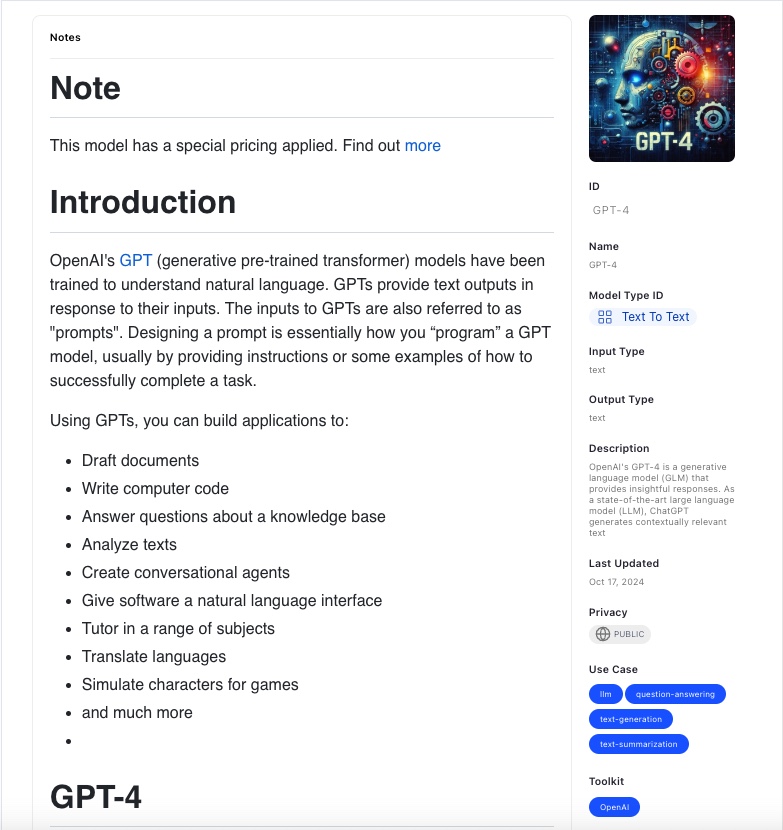 Notes
Note
This model has a special pricing applied. Find out more
Introduction
OpenAI's GPT (generative pre-trained transformer) models have been
trained to understand natural language. GPTs provide text outputs in
response to their inputs. The inputs to GPTs are also referred to as
"prompts". Designing a prompt is essentially how you “program” a GPT
model, usually by providing instructions or some examples of how to
successfully complete a task.
Using GPTs, you can build applications to:
• Draft documents
• Write computer code
• Answer questions about a knowledge base
• Analyze texts
• Create conversational agents
• Give software a natural language interface
• Tutor in a range of subjects
• Translate languages
• Simulate characters for games
• and much more
•
GPT-4
GPT-4
ID
GPT-4
Name
GPT-4
Model Type ID
Text To Text
Input Type
text
Output Type
text
Description
OpenAI's GPT-4 is a generative
language model (GLM) that
provides insightful responses. As
a state-of-the-art large language
model (LLM), ChatGPT
generates contextually relevant
text
Last Updated
Oct 17, 2024
Privacy
PUBLIC
Use Case
llm question-answering
text-generation
text-summarization
Toolkit
OpenAI